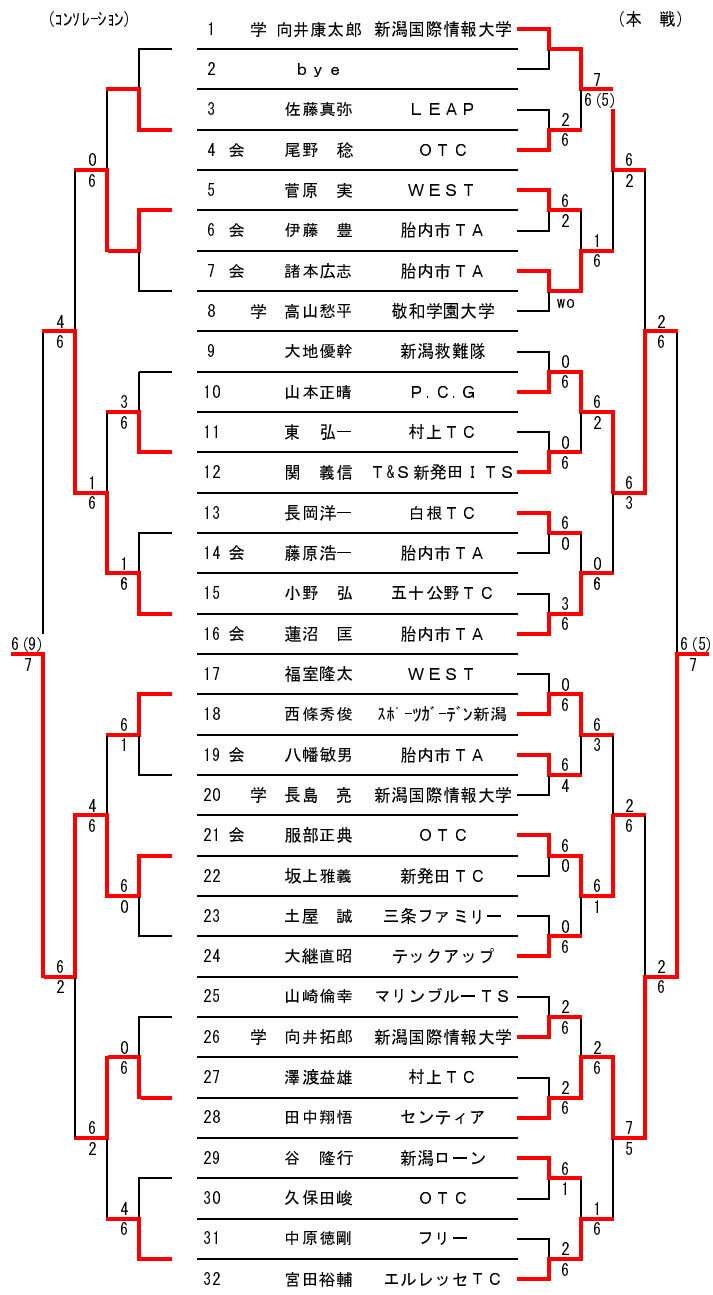 (ｺﾝｿﾚｰｼｮﾝ) (本　戦)
1 学 向井康太郎 新潟国際情報大学
2 ｂｙｅ
7
6(5)
3 佐藤真弥 ＬＥＡＰ
2
4 会 尾野　稔 ＯＴＣ
6
0 6
6 2
5 菅原　実 ＷＥＳＴ
6
6 会 伊藤　豊 胎内市ＴＡ
2
1
6
7 会 諸本広志 胎内市ＴＡ
wo
8 学 高山愁平 敬和学園大学
4 2
6 6
9 大地優幹 新潟救難隊
0
10 山本正晴 Ｐ.Ｃ.Ｇ
6
3 6
6 2
11 東　弘一 村上ＴＣ
0
12 関　義信 T&S新発田ＩＴＳ
6
1 6
6 3
13 長岡洋一 白根ＴＣ
6
14 会 藤原浩一 胎内市ＴＡ
0
1 0
6 6
15 小野　弘 五十公野ＴＣ
3
16 会 蓮沼　匡 胎内市ＴＡ
6
6(9) 6(5)
7 7
17 福室隆太 ＷＥＳＴ
0
18 西條秀俊 ｽﾎﾟｰﾂｶﾞｰﾃﾞﾝ新潟
6
6 6
1 3
19 会 八幡敏男 胎内市ＴＡ
6
20 学 長島　亮 新潟国際情報大学
4
4 2
6 6
21 会 服部正典 ＯＴＣ
6
22 坂上雅義 新発田ＴＣ
0
6 6
0 1
23 土屋　誠 三条ファミリー
0
24 大継直昭 テックアップ
6
6 2
2 6
25 山崎倫幸 マリンブルーＴＳ
2
26 学 向井拓郎 新潟国際情報大学
6
0 2
6 6
27 澤渡益雄 村上ＴＣ
2
28 田中翔悟 センティア
6
6 7
2 5
29 谷　隆行 新潟ローン
6
30 久保田峻 ＯＴＣ
1
4 1
6 6
31 中原徳剛 フリー
2
32 宮田裕輔 エルレッセＴＣ
6